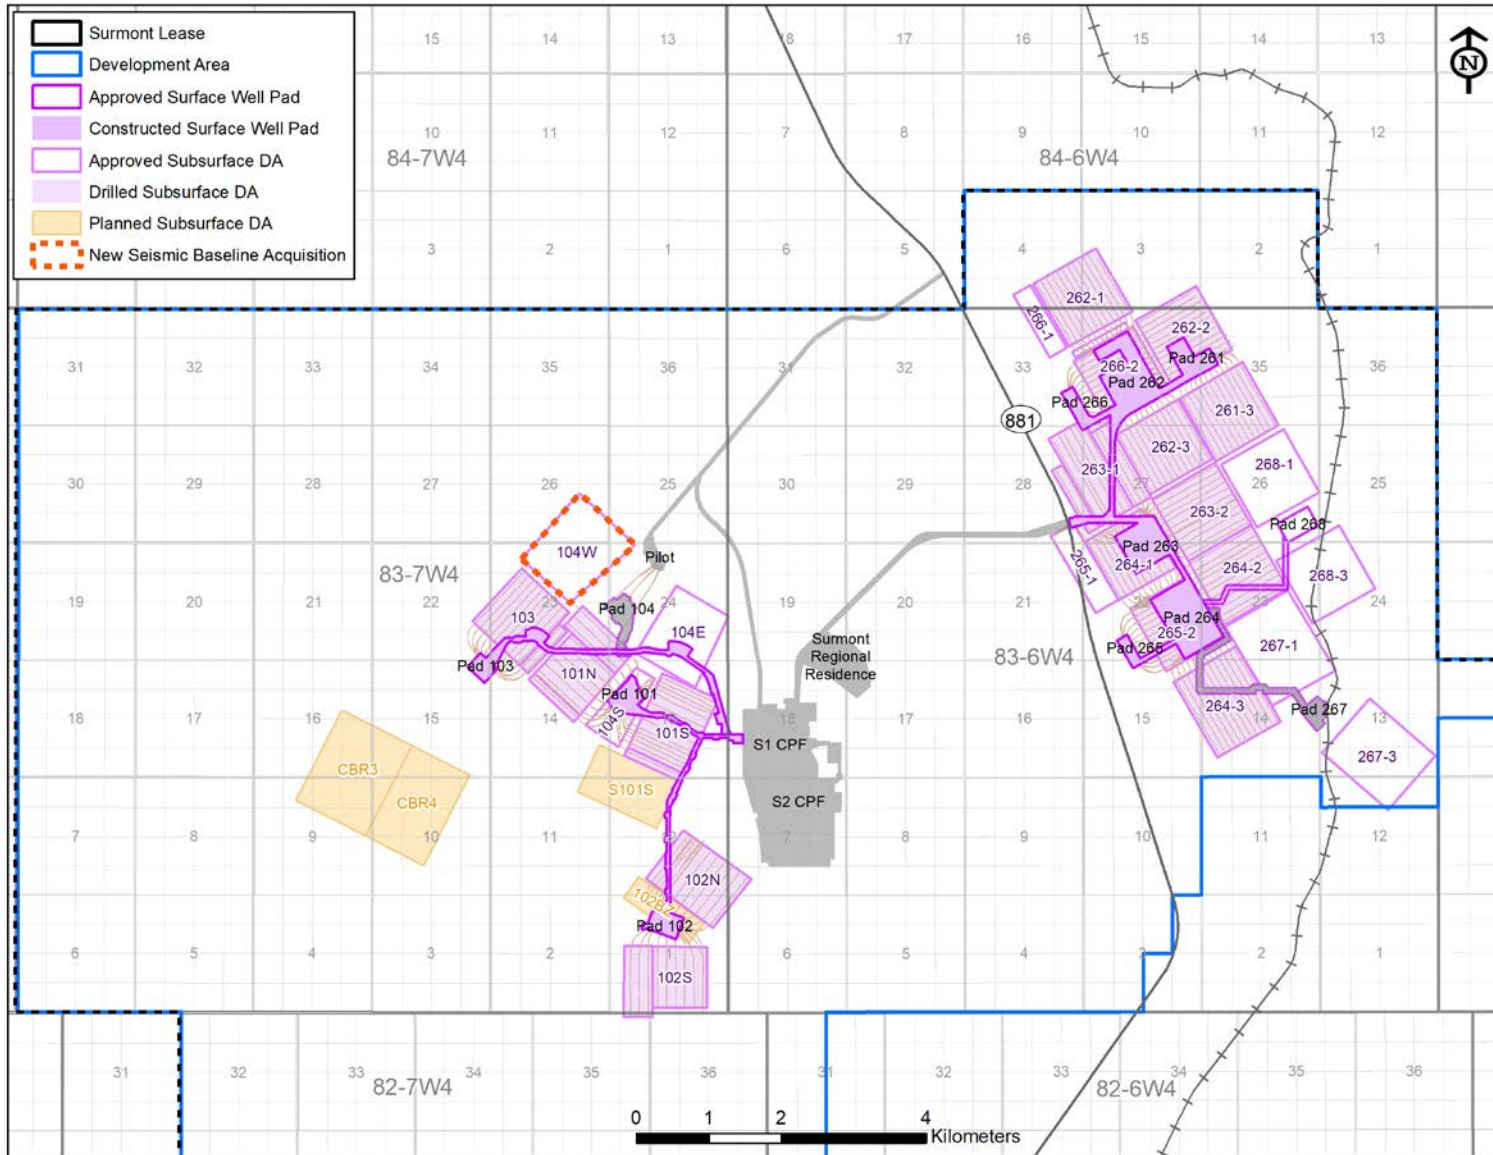 Surmont Lease
Development Area
Approved Surface Well Pad
Constructed Surface Well Pad
Approved Subsurface DA
Drilled Subsurface DA
Planned Subsurface DA
New Seismic Baseline Acquisition
N
15 14 13 18 17 16 15 14 13
10 11 12 7 8 9 10 11 12
84-7W4 84-6W4
3 2 1 6 5 4 3 2 1
262-1
266-1
262-2
31 32 33 34 35 36 31 32 33 35 36
266-2 Pad 261
Pad 262
Pad 266
261-3
881
262-3
263-1 268-1
30 29 28 27 26 25 30 29 28 27 26 25
263-2
Pad 268
104W Pilot
Pad 263
264-1 265-1 264-2 268-3
83-7W4
19 20 21 22 23 24 19 20 21 22 23 24
103 Pad 104
104E
Pad 264
265-2
Surmont
Regional
Residence
83-6W4
Pad 265 267-1
Pad 103 101N
Pad 101
264-3 Pad 267
18 17 15 14 18 17 16 15 14 13
104S 101S
S1 CPF
267-3
CBR3
CBR4
S101S
S2 CPF
7 8 9 10 11 12 7 8 9 10 11 12
102N
102BZ
Pad 102
6 5 4 3 2 1 6 5 4 3 2 1
102S
31 32 33 35 36 31 32 33 34 35 36
82-7W4 82-6W4
0 1 2 4
Kilometers